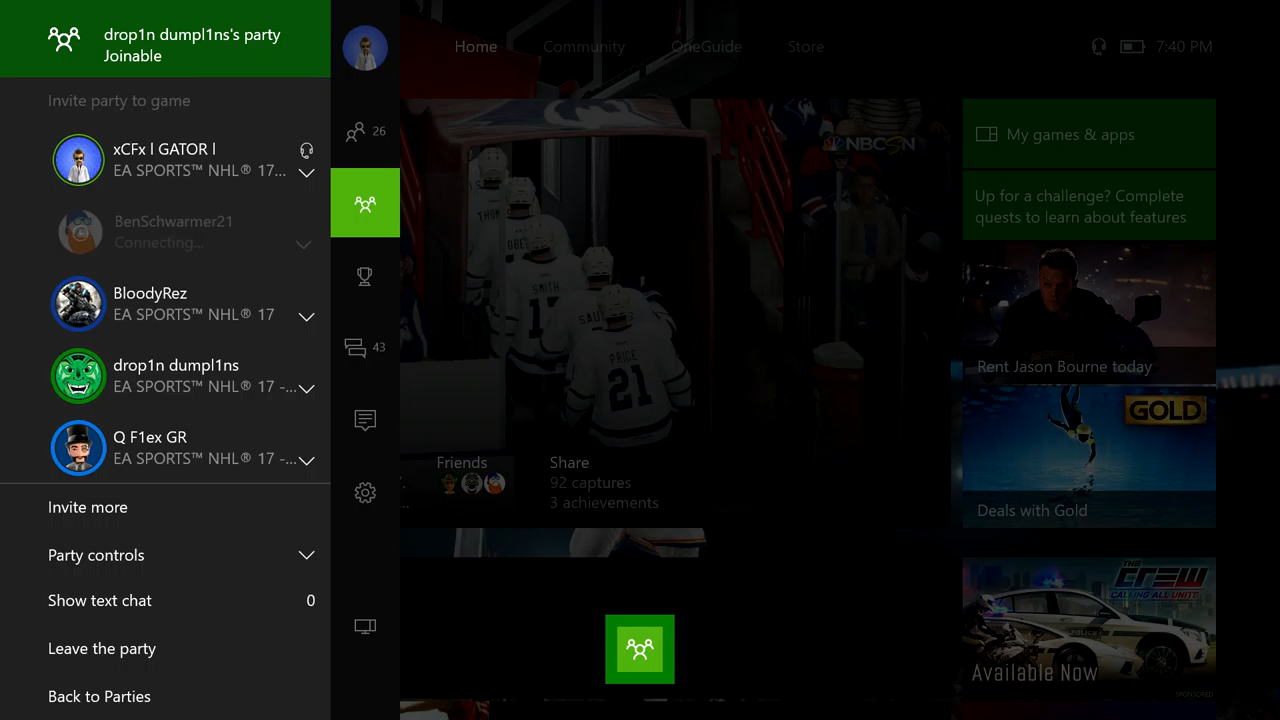 drop1n dumpl1ns's party
Joinable
Invite party to game
xCFx l GATOR l
EA SPORTS™ NHL® 17...
BenSchwarmer21
Connecting...
BloodyRez
EA SPORTS™ NHL® 17
drop1n dumpl1ns
EA SPORTS™ NHL® 17 -...
Q F1ex GR
EA SPORTS™ NHL® 17 -...
Invite more
Party controls
Show text chat 0
Leave the party
Back to Parties
26
43
Home Community OneGuide Store 7:40 PM
NBCSN
SMITH
PRICE
21
Friends
Share
92 captures
3 achievements
My games & apps
Up for a challenge? Complete
quests to learn about features
Rent Jason Bourne today
GOLD
Deals with Gold
THE
CREW
CALLING ALL UNITS
POLICE
Available Now
SPONSORED